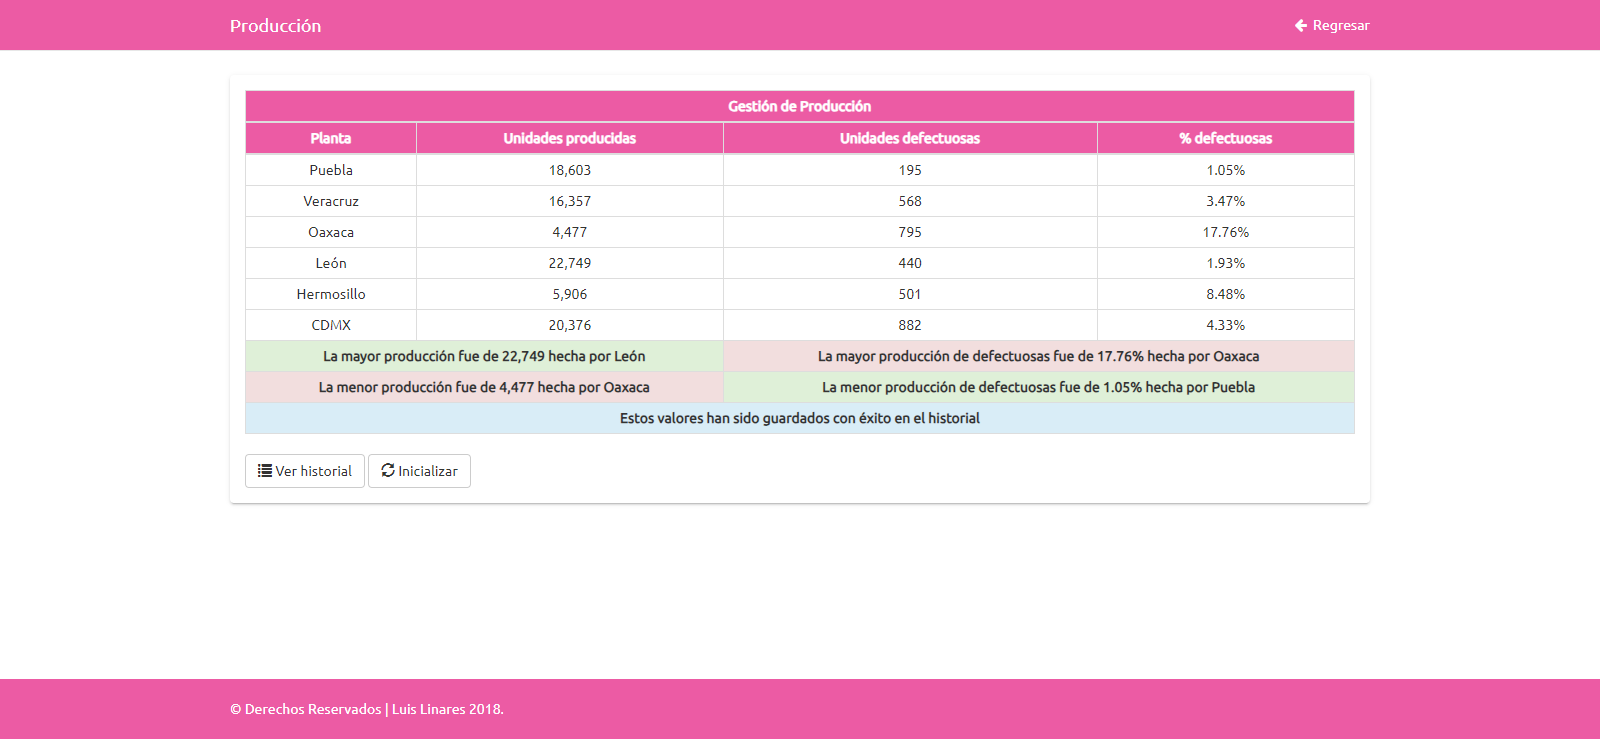 Producción
Regresar
Gestión de Producción
Planta Unidades producidas Unidades defectuosas % defectuosas
Puebla 18,603 195 1.05%
Veracruz 16,357 568 3.47%
Oaxaca 4,477 795 17.76%
León 22,749 440 1.93%
Hermosillo 5,906 501 8.48%
CDMX 20,376 882 4.33%
La mayor producción fue de 22,749 hecha por León La mayor producción de defectuosas fue de 17.76% hecha por Oaxaca
La menor producción fue de 4,477 hecha por Oaxaca La menor producción de defectuosas fue de 1.05% hecha por Puebla
Estos valores han sido guardados con éxito en el historial
Ver historial Inicializar
© Derechos Reservados | Luis Linares 2018.